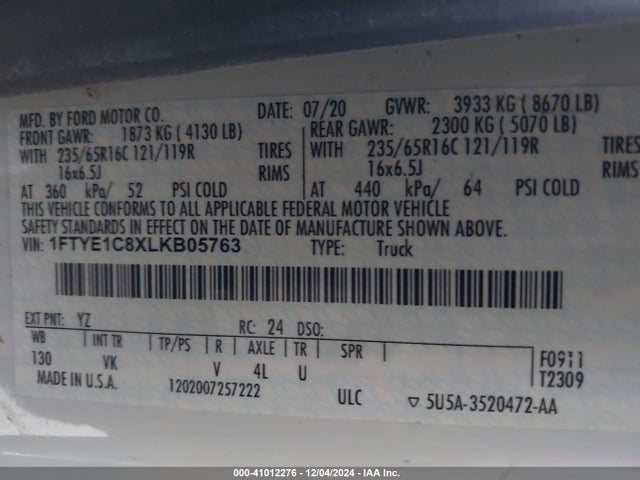 MFD. BY FORD MOTOR CO. DATE: 07/20 GVWR: 3933 KG ( 8670 LB)
FRONT GAWR: 1873 KG ( 4130 LB) REAR GAWR: 2300 KG ( 5070 LB)
WITH 235/65R16C 121/119R TIRES WITH 235/65R16C 121/119R TIRES
16x6.5J RIMS 16x6.5J RIMS
AT 360 kPa/ 52 PSI COLD AT 440 kPa/ 64 PSI COLD
THIS VEHICLE CONFORMS TO ALL APPLICABLE FEDERAL MOTOR VEHICLE
SAFETY STANDARDS IN EFFECT ON THE DATE OF MANUFACTURE SHOWN ABOVE.
VIN: 1FTYE1C8XLKB05763 TYPE: Truck
EXT PNT: YZ RC: 24 DSO:
WB INT TR TP/PS R AXLE TR SPR
130 VK V 4L U
F0911
T2309
MADE IN U.S.A. 1202007257222 ULC 5U5A-3520472-AA
000-41012276 - 12/04/2024 - IAA Inc.